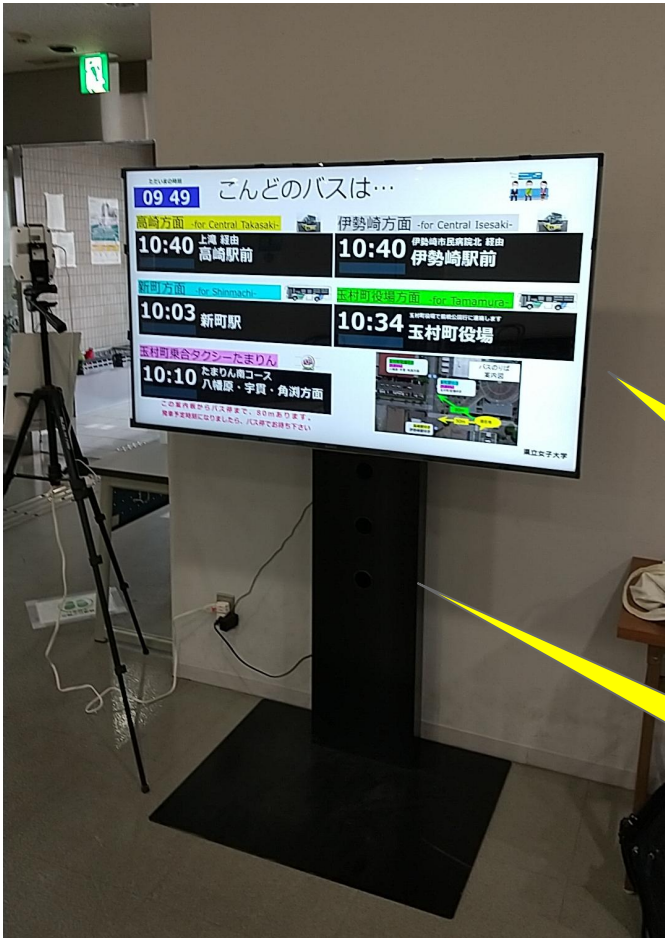 ただいまの時刻
09 49
こんどのバスは…
高崎方面 -for Central Takasaki-
10:40 上滝 経由
高崎駅前
伊勢崎方面 -for Central Isesaki-
10:40 伊勢崎市民病院北 経由
伊勢崎駅前
新町方面 -for Shinmachi-
10:03 新町駅
玉村町役場方面 -for Tamamura-
10:34
玉村町役場
玉村町乗合タクシーたまりん
10:10 たまりん南コース
八幡原・宇貫・角渕方面
バスのりば
案内図
この案内板からバス停まで、80mあります。
発車予定時刻になりましたら、バス停でお待ち下さい
県立女子大学